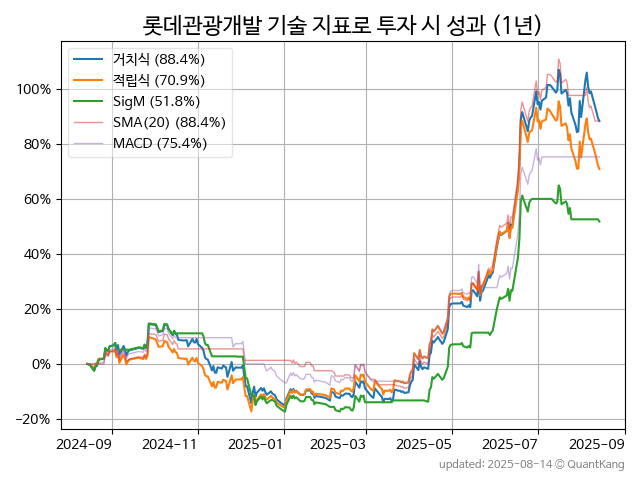 롯데관광개발 기술 지표로 투자 시 성과 (1년)
거치식 (88.4%)
적립식 (70.9%)
SigM (51.8%)
SMA(20) (88.4%)
MACD (75.4%)
100%
80%
60%
40%
20%
0%
−20%
2024-09 2024-11 2025-01 2025-03 2025-05 2025-07 2025-09
updated: 2025-08-14 © QuantKang